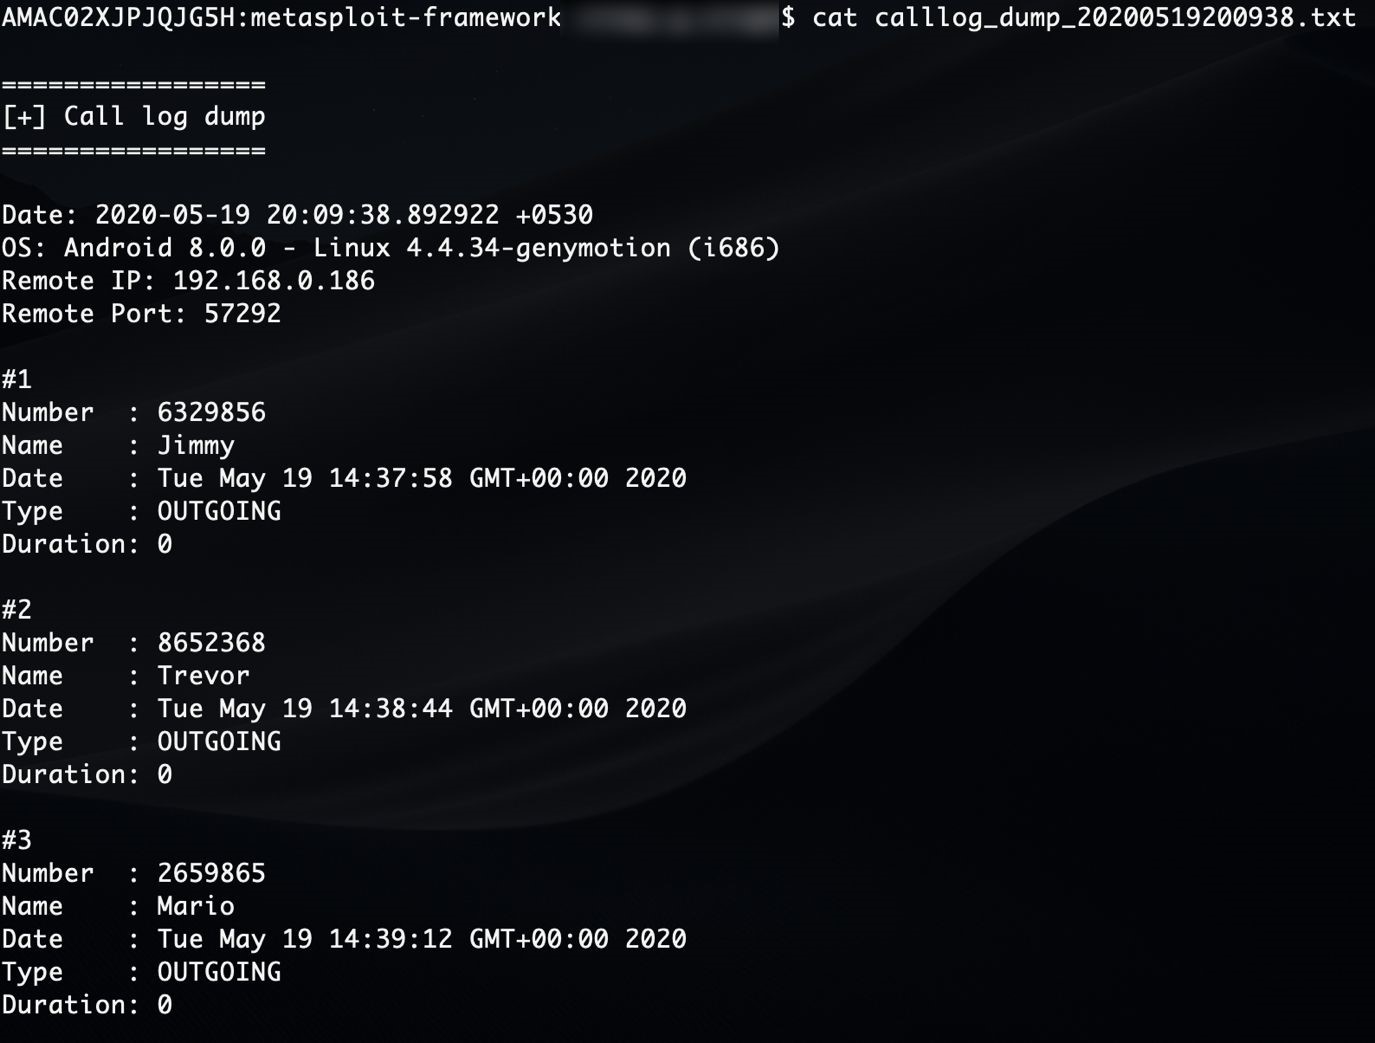 AMAC02XJPJQJG5H:metasploit-framework $ cat calllog_dump_20200519200938.txt
=================
[+] Call log dump
=================
Date: 2020-05-19 20:09:38.892922 +0530
OS: Android 8.0.0 - Linux 4.4.34-genymotion (i686)
Remote IP: 192.168.0.186
Remote Port: 57292
#1
Number  : 6329856
Name    : Jimmy
Date    : Tue May 19 14:37:58 GMT+00:00 2020
Type    : OUTGOING
Duration: 0
#2
Number  : 8652368
Name    : Trevor
Date    : Tue May 19 14:38:44 GMT+00:00 2020
Type    : OUTGOING
Duration: 0
#3
Number  : 2659865
Name    : Mario
Date    : Tue May 19 14:39:12 GMT+00:00 2020
Type    : OUTGOING
Duration: 0